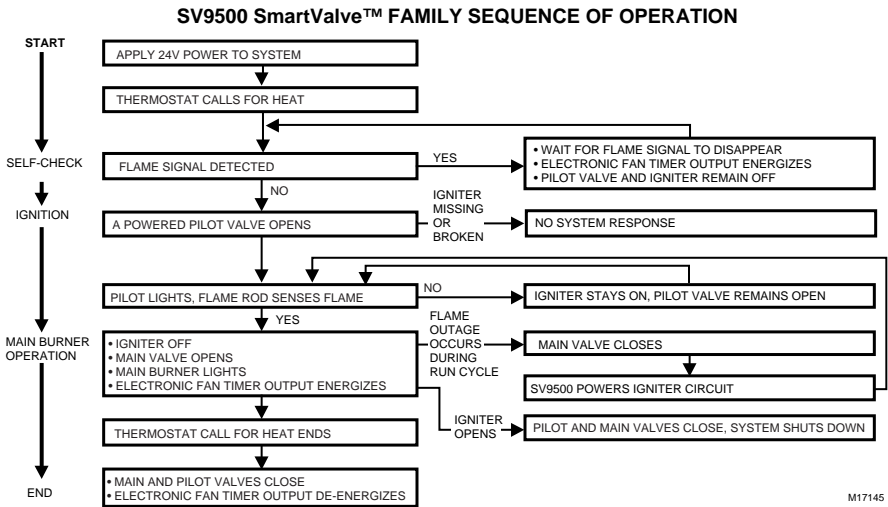 SV9500 SmartValve™ FAMILY SEQUENCE OF OPERATION
START
APPLY 24V POWER TO SYSTEM
THERMOSTAT CALLS FOR HEAT
SELF-CHECK
FLAME SIGNAL DETECTED
YES
• WAIT FOR FLAME SIGNAL TO DISAPPEAR
• ELECTRONIC FAN TIMER OUTPUT ENERGIZES
• PILOT VALVE AND IGNITER REMAIN OFF
NO
IGNITION
A POWERED PILOT VALVE OPENS
IGNITER
MISSING
OR
BROKEN
NO SYSTEM RESPONSE
PILOT LIGHTS, FLAME ROD SENSES FLAME
NO
IGNITER STAYS ON, PILOT VALVE REMAINS OPEN
YES
MAIN BURNER
OPERATION
• IGNITER OFF
• MAIN VALVE OPENS
• MAIN BURNER LIGHTS
• ELECTRONIC FAN TIMER OUTPUT ENERGIZES
FLAME
OUTAGE
OCCURS
DURING
RUN CYCLE
MAIN VALVE CLOSES
SV9500 POWERS IGNITER CIRCUIT
IGNITER
OPENS
PILOT AND MAIN VALVES CLOSE, SYSTEM SHUTS DOWN
THERMOSTAT CALL FOR HEAT ENDS
END
• MAIN AND PILOT VALVES CLOSE
• ELECTRONIC FAN TIMER OUTPUT DE-ENERGIZES
M17145